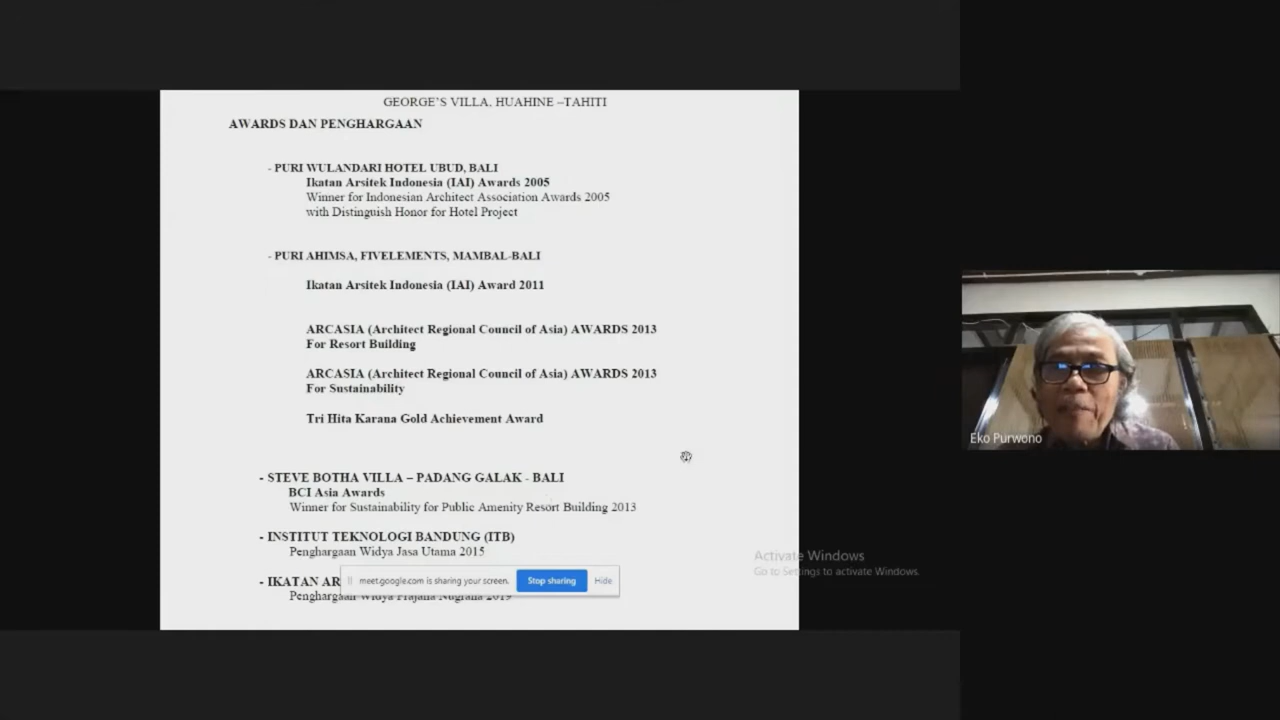 GEORGE'S VILLA, HUAHINE –TAHITI
AWARDS DAN PENGHARGAAN
- PURI WULANDARI HOTEL UBUD, BALI
Ikatan Arsitek Indonesia (IAI) Awards 2005
Winner for Indonesian Architect Association Awards 2005
with Distinguish Honor for Hotel Project
- PURI AHIMSA, FIVELEMENTS, MAMBAL-BALI
Ikatan Arsitek Indonesia (IAI) Award 2011
ARCASIA (Architect Regional Council of Asia) AWARDS 2013
For Resort Building
ARCASIA (Architect Regional Council of Asia) AWARDS 2013
For Sustainability
Tri Hita Karana Gold Achievement Award
- STEVE BOTHA VILLA – PADANG GALAK - BALI
BCI Asia Awards
Winner for Sustainability for Public Amenity Resort Building 2013
- INSTITUT TEKNOLOGI BANDUNG (ITB)
Penghargaan Widya Jasa Utama 2015
- IKATAN AR
Penghargaan Widya 2019
meet.google.com is sharing your screen. Stop sharing Hide
Eko Purwono
Activate Windows
Go to Settings to activate Windows.